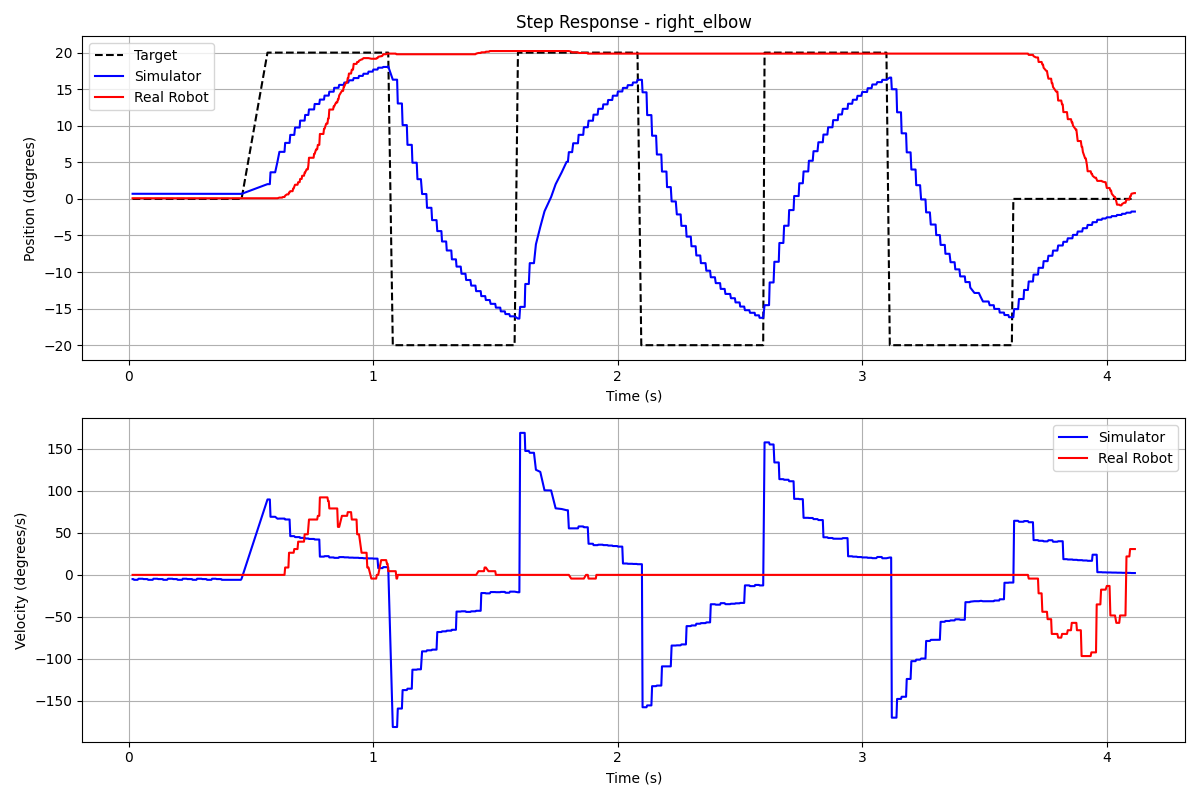 Step Response - right_elbow
Target
Simulator
Real Robot
20
15
10
5
0
−5
−10
−15
−20
Position (degrees)
0
1
2
3
4
Time (s)
Simulator
Real Robot
150
100
50
0
−50
−100
−150
Velocity (degrees/s)
0
1
2
3
4
Time (s)